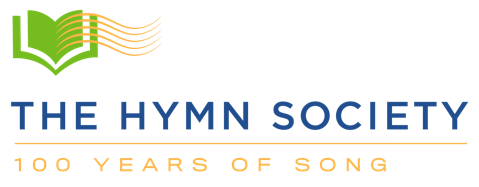 THE HYMN SOCIETY
100 YEARS OF SONG